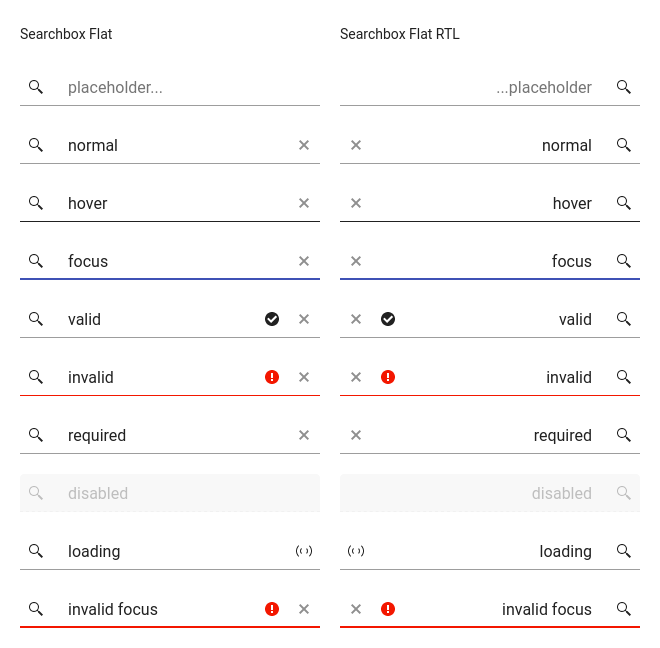 Searchbox Flat
placeholder...
normal
hover
focus
valid
invalid
required
disabled
loading
invalid focus
Searchbox Flat RTL
...placeholder
normal
hover
focus
valid
invalid
required
disabled
loading
invalid focus